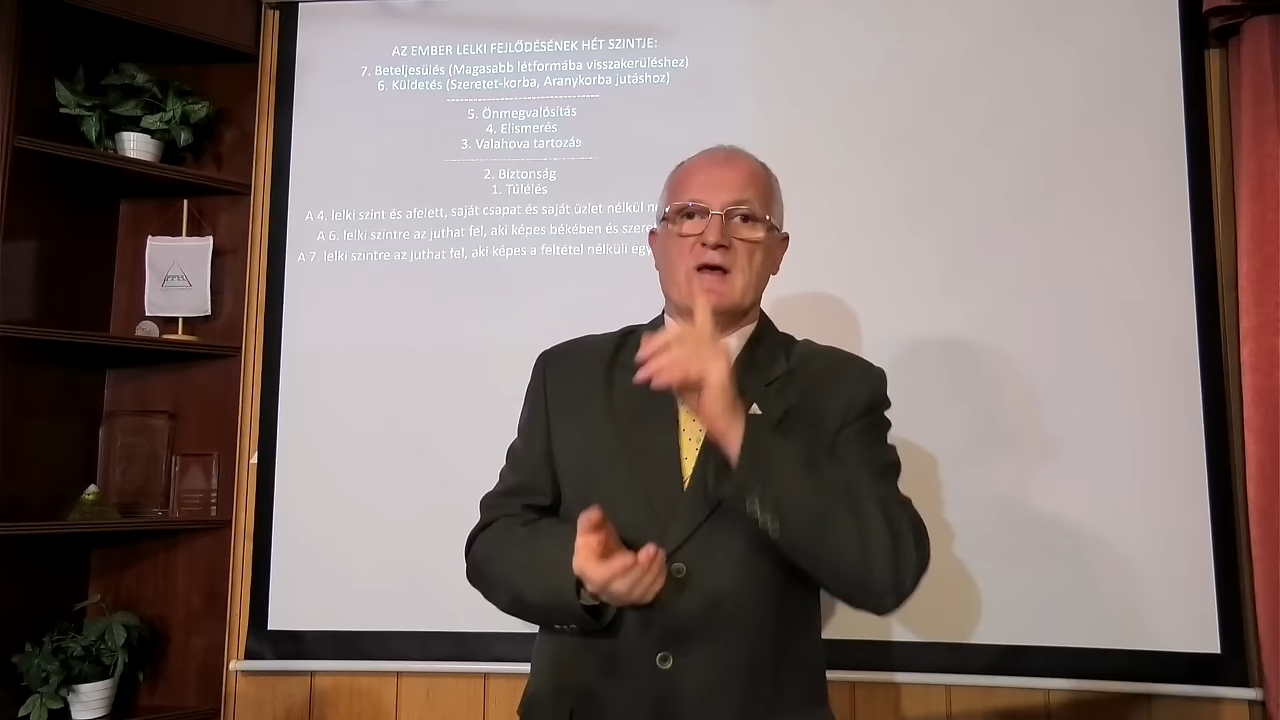 AZ EMBER LELKI FEJLŐDÉSÉNEK HÉT SZINTJE:
7. Beteljesülés (Magasabb létformába visszakerüléshez)
6. Küldetés (Szeretet-korba, Aranykorba jutáshoz)
5. Önmegvalósítás
4. Elismerés
3. Valahova tartozás
2. Biztonság
1. Túlélés
A 4. lelki szint és afelett, saját csapat és saját üzlet nélkül
A 6. lelki szintre az juthat fel, aki képes békében és
A 7. lelki szintre az juthat fel, aki képes a feltétel nélküli